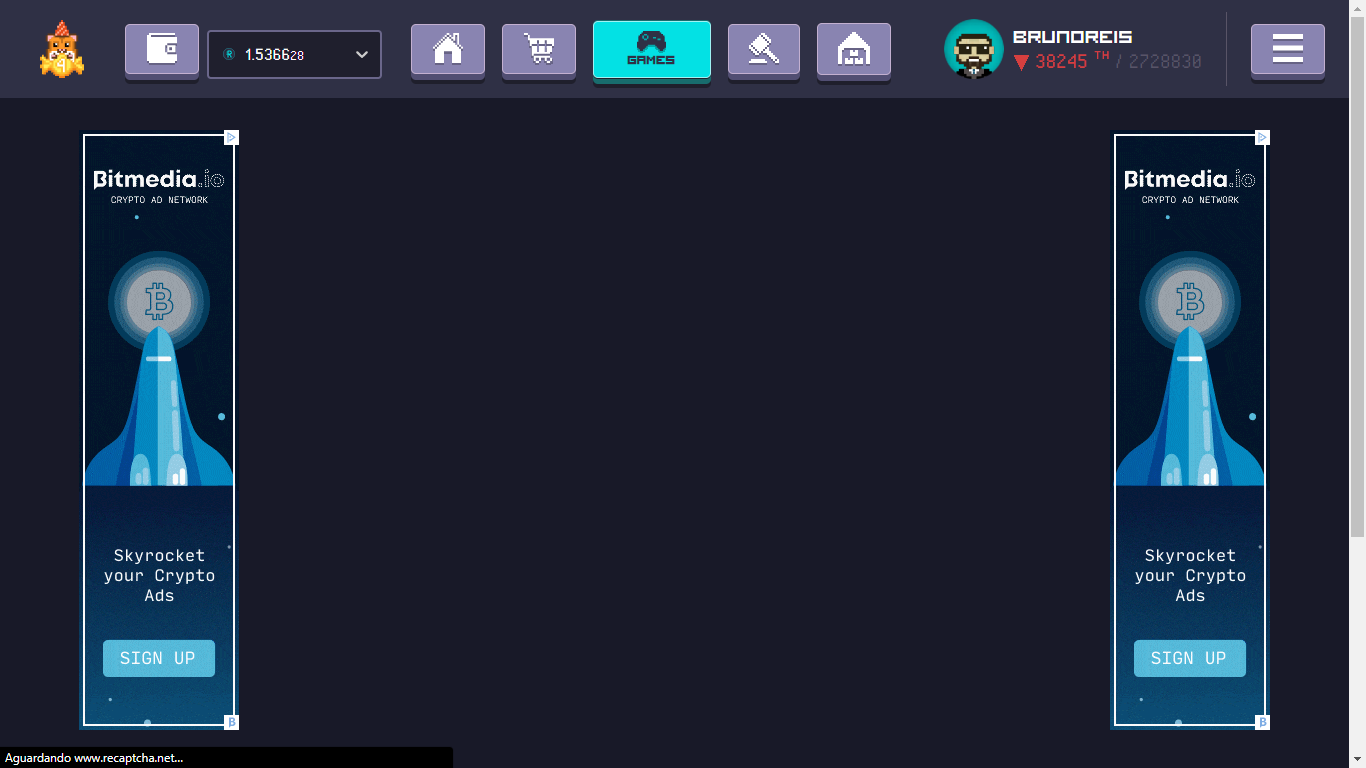 1.536628
GAMES
BRUNOREIS
38245 TH / 2728830
Bitmedia.io
CRYPTO AD NETWORK
Skyrocket
your Crypto
Ads
SIGN UP
Bitmedia.io
CRYPTO AD NETWORK
Skyrocket
your Crypto
Ads
SIGN UP
Aguardando www.recaptcha.net...